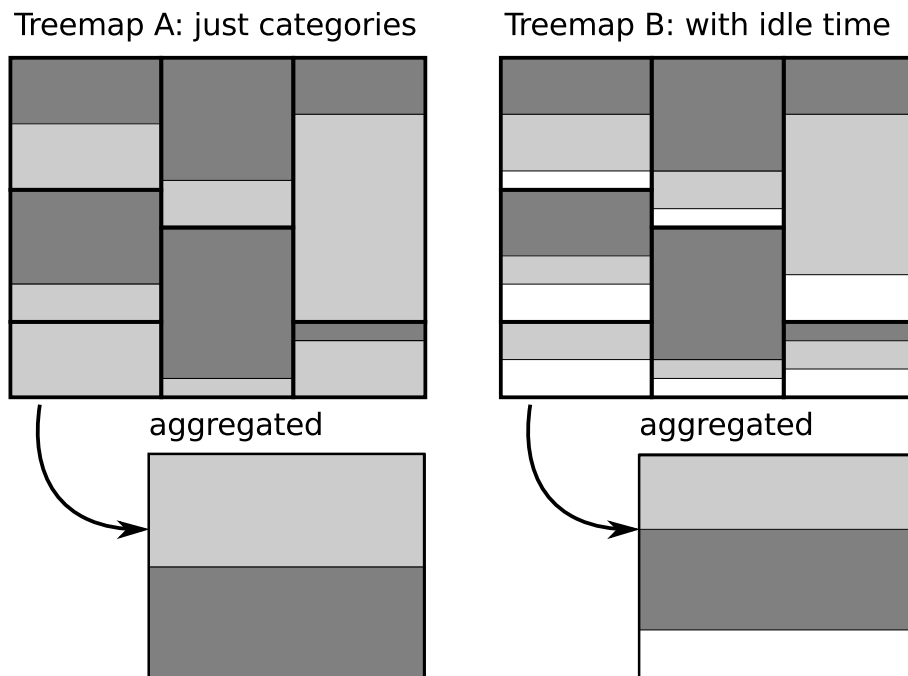 Treemap A: just categories
Treemap B: with idle time
aggregated
aggregated